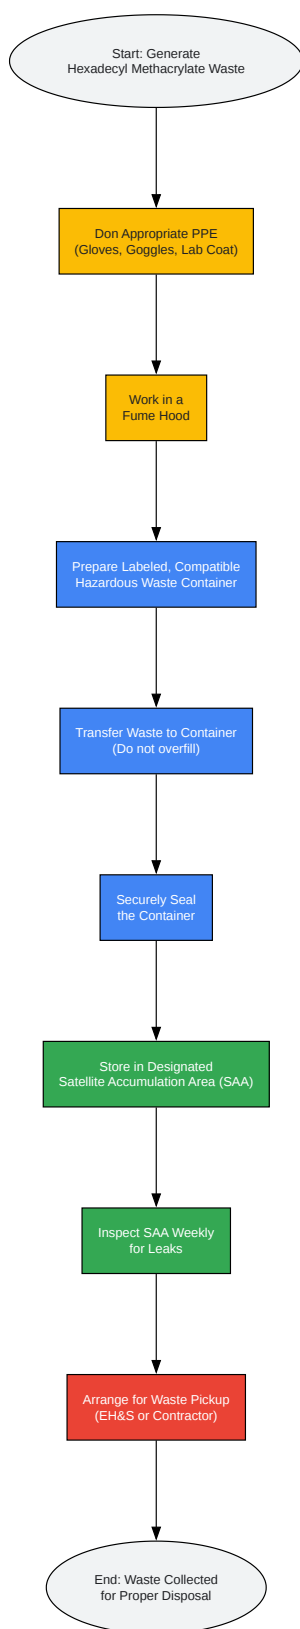 Start: Generate
Hexadecyl Methacrylate Waste
Don Appropriate PPE
(Gloves, Goggles, Lab Coat)
Work in a
Fume Hood
Prepare Labeled, Compatible
Hazardous Waste Container
Transfer Waste to Container
(Do not overfill)
Securely Seal
the Container
Store in Designated
Satellite Accumulation Area (SAA)
Inspect SAA Weekly
for Leaks
Arrange for Waste Pickup
(EH&S or Contractor)
End: Waste Collected
for Proper Disposal